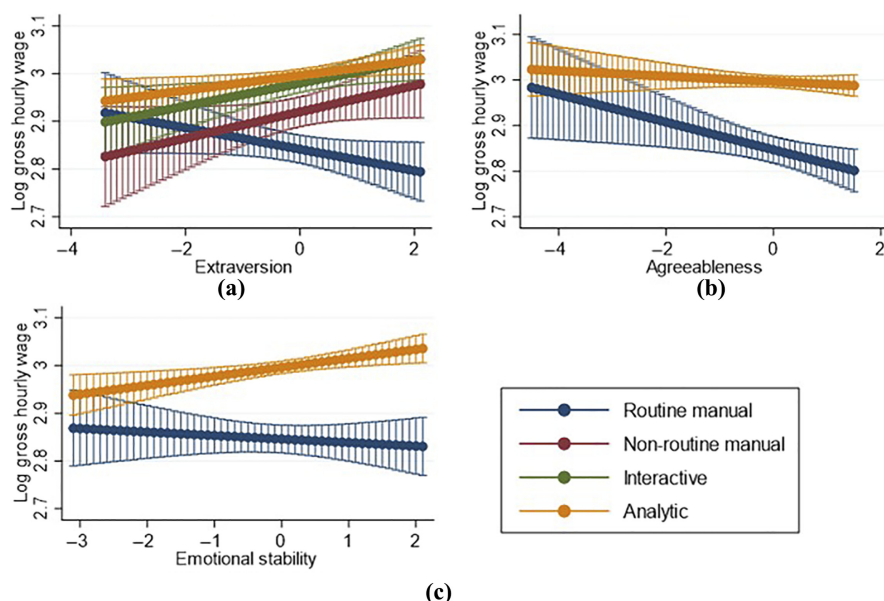 3.1
3
2.9
2.8
2.7
Log gross hourly wage
−4 −2 0 2
Extraversion
(a)
3.1
3
2.9
2.8
2.7
Log gross hourly wage
−4 −2 0 2
Agreeableness
(b)
3.1
3
2.9
2.8
2.7
Log gross hourly wage
−3 −2 −1 0 1 2
Emotional stability
Routine manual
Non-routine manual
Interactive
Analytic
(c)